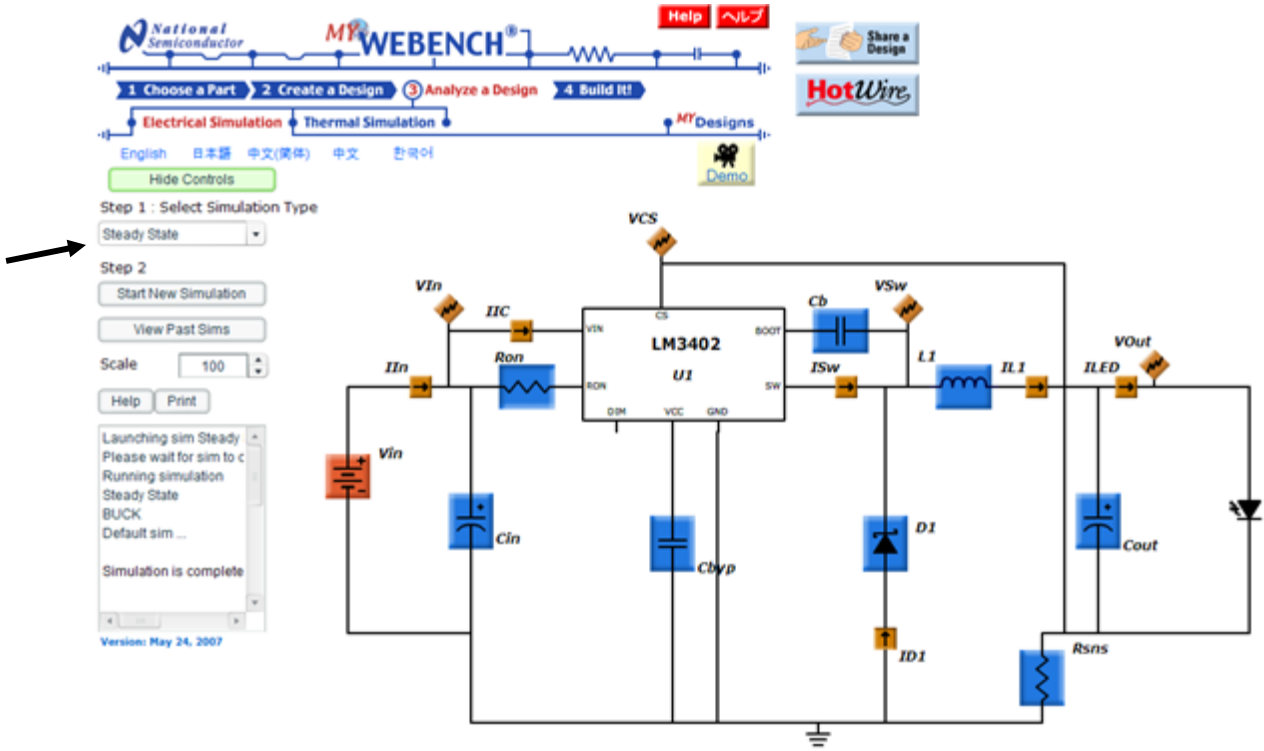 Help ヘルプ
National Semiconductor
MY WEBENCH®
Share a Design
HotWire
1 Choose a Part 2 Create a Design 3 Analyze a Design 4 Build It!
Electrical Simulation Thermal Simulation MY Designs
English 日本語 中文(简体) 中文 한국어
Demo
Hide Controls
Step 1 : Select Simulation Type
Steady State
Step 2
Start New Simulation
View Past Sims
Scale 100
Help Print
Launching sim Steady
Please wait for sim to c
Running simulation
Steady State
BUCK
Default sim ...
Simulation is complete
Version: May 24, 2007
VCS
VIn
IIC
Cb
VSw
VOut
VIN
CS
BOOT
LM3402
U1
IIn
Ron
RON
SW
ISw
L1
IL1
ILED
DIM
VCC
GND
Vin
Cin
Cbyp
D1
Cout
ID1
Rsns